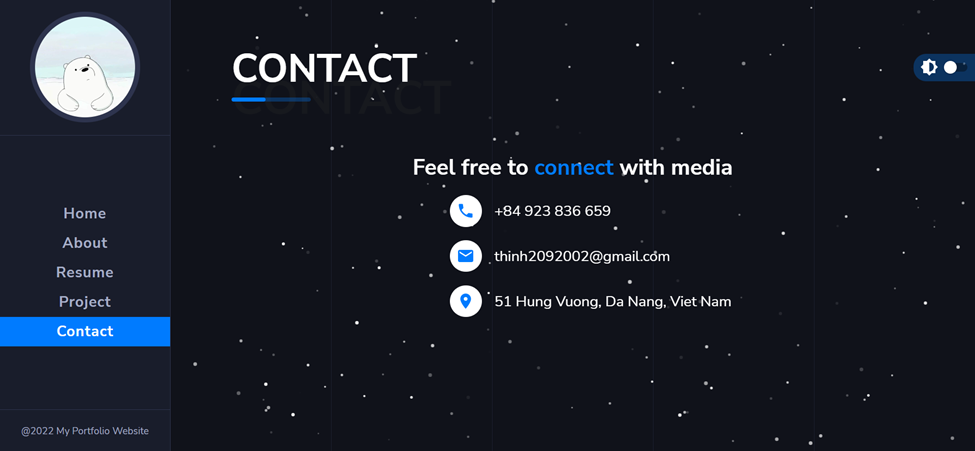 Home
About
Resume
Project
Contact
@2022 My Portfolio Website
CONTACT
CONTACT
Feel free to connect with media
+84 923 836 659
thinh2092002@gmail.com
51 Hung Vuong, Da Nang, Viet Nam